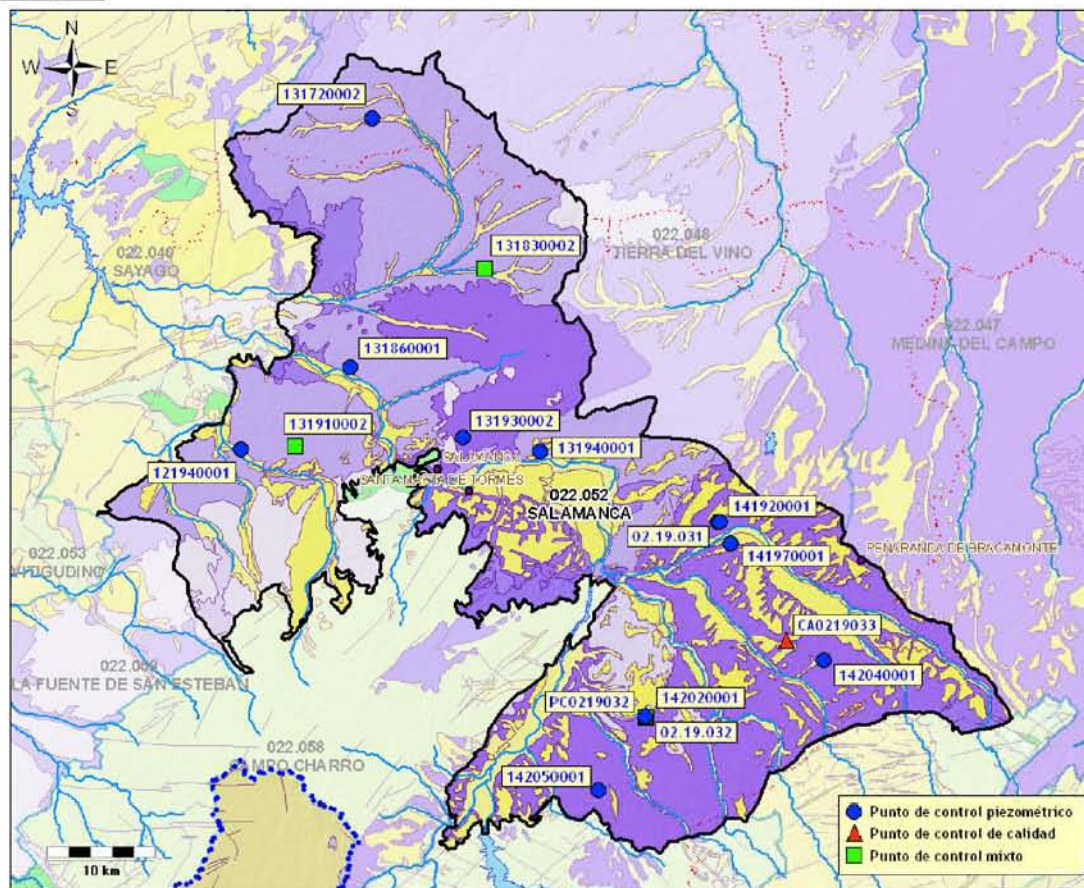 N
W E
S
131720002
022.040
SAYAGO
131830002
022.048
TIERRA DEL VINO
022.047
MEDINA DEL CAMPO
131860001
131910002
131930002
131940001
121940001
SALAMANCA
SANTA MARTA DE TORMES
022.052
SALAMANCA
141920001
02.19.031
141970001
PEÑARANDA DE BRACAMONTE
022.053
VITIGUDINO
CA0219033
142040001
LA FUENTE DE SAN ESTEBAN
PC0219032
142020001
02.19.032
022.058
CAMPO CHARRO
142050001
Punto de control piezométrico
Punto de control de calidad
Punto de control mixto
10 km